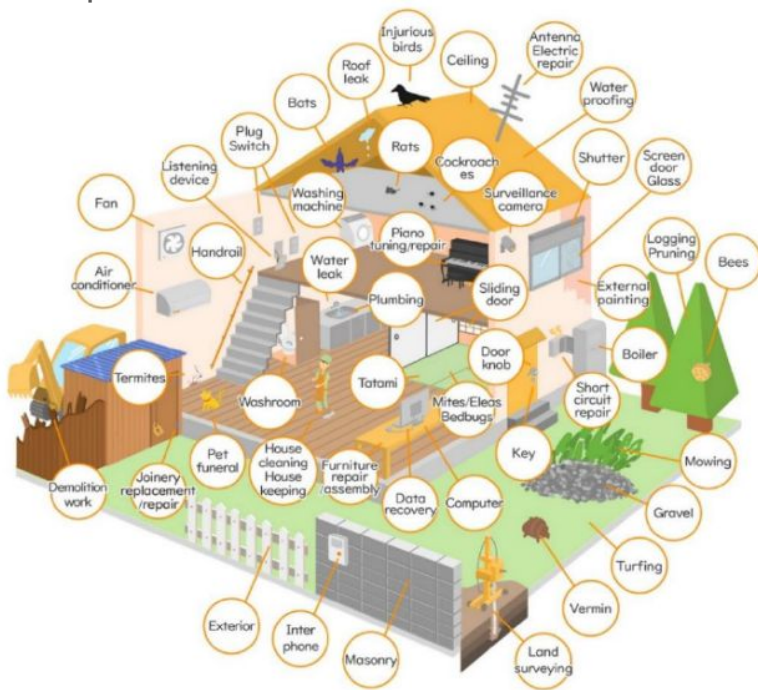 Injurious
birds
Antenna
Electric
repair
Roof
leak
Ceiling
Bats
Water
proofing
Plug
Switch
Rats
Cockroach
es
Shutter
Screen
door
Glass
Listening
device
Washing
machine
Surveillance
camera
Fan
Handrail
Piano
tuning/repair
Logging
Pruning
Bees
Water
leak
Air
conditioner
Plumbing
Sliding
door
External
painting
Boiler
Termites
Washroom
Tatami
Door
knob
Mites/Eleas
Bedbugs
Short
circuit
repair
Pet
funeral
House
cleaning
House
keeping
Furniture
repair
/assembly
Key
Mowing
Demolition
work
Joinery
replacement
/repair
Data
recovery
Computer
Gravel
Turfing
Vermin
Exterior
Inter
phone
Masonry
Land
surveying